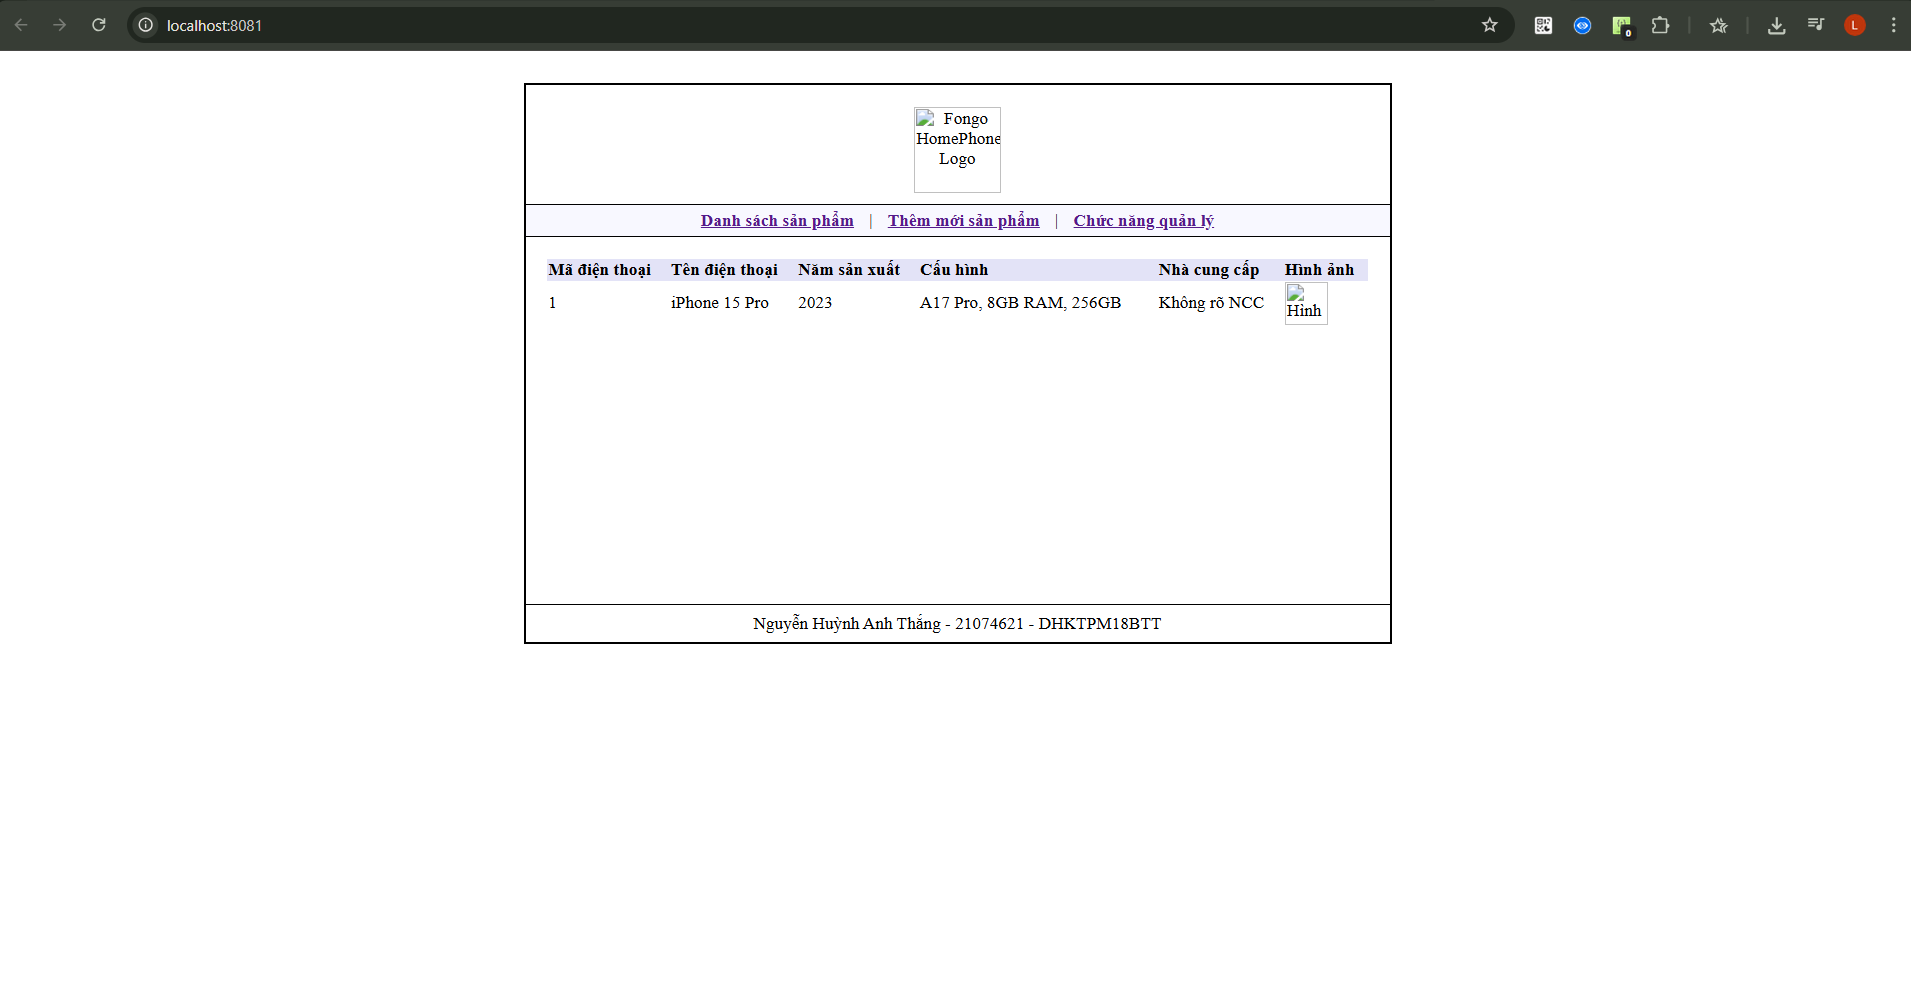 localhost:8081
0
L
Fongo
HomePhone
Logo
Danh sách sản phẩm | Thêm mới sản phẩm | Chức năng quản lý
Mã điện thoại Tên điện thoại Năm sản xuất Cấu hình Nhà cung cấp Hình ảnh
1 iPhone 15 Pro 2023 A17 Pro, 8GB RAM, 256GB Không rõ NCC Hình
Nguyễn Huỳnh Anh Thắng - 21074621 - DHKTPM18BTT